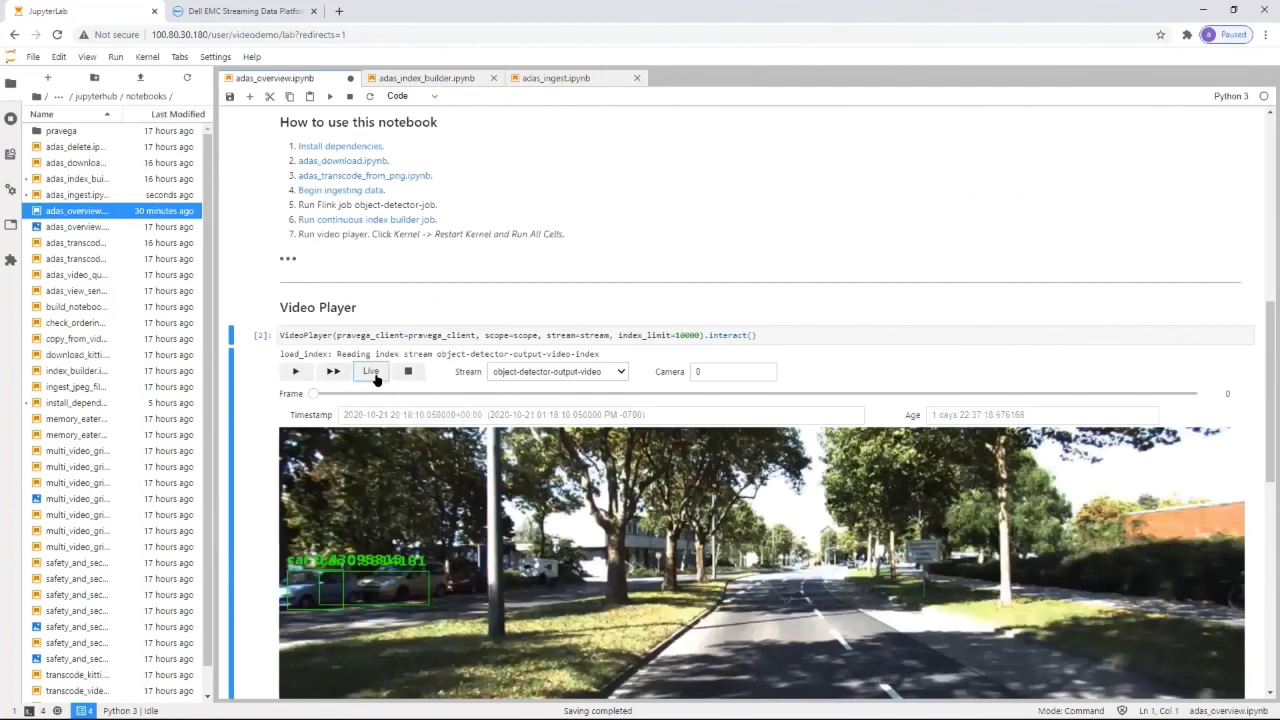 JupyterLab
Dell EMC Streaming Data Platfo
Not secure
100.80.30.180/user/videodemo/lab?redirects=1
a
Paused
File Edit View Run Kernel Tabs Settings Help
adas_overview.ipynb
adas_index_builder.ipynb
adas_ingest.ipynb
Code
Python 3
/ ··· / jupyterhub / notebooks /
Name Last Modified
pravega 17 hours ago
adas_delete.ip... 17 hours ago
adas_downloa... 16 hours ago
adas_index_bui... 16 hours ago
adas_ingest.ipy... seconds ago
adas_overview.... 30 minutes ago
adas_overview.... 17 hours ago
adas_transcod... 16 hours ago
adas_transcod... 17 hours ago
adas_video_qu... 17 hours ago
adas_view_sen... 17 hours ago
build_noteboo... 17 hours ago
check_orderin... 17 hours ago
copy_from_vid... 17 hours ago
download_kitti... 17 hours ago
index_builder.i... 17 hours ago
ingest_jpeg_fil... 17 hours ago
install_depend... 5 hours ago
memory_eater... 17 hours ago
memory_eater... 17 hours ago
multi_video_gri... 17 hours ago
multi_video_gri... 17 hours ago
multi_video_gri... 17 hours ago
multi_video_gri... 17 hours ago
multi_video_gri... 17 hours ago
multi_video_gri... 17 hours ago
multi_video_gri... 17 hours ago
safety_and_sec... 17 hours ago
safety_and_sec... 17 hours ago
safety_and_sec... 17 hours ago
safety_and_sec... 17 hours ago
safety_and_sec... 17 hours ago
safety_and_sec... 17 hours ago
transcode_kitti... 17 hours ago
transcode_vide... 17 hours ago
How to use this notebook
1. Install dependencies.
2. adas_download.ipynb.
3. adas_transcode_from_png.ipynb.
4. Begin ingesting data.
5. Run Flink job object-detector-job.
6. Run continuous index builder job.
7. Run video player. Click Kernel -> Restart Kernel and Run All Cells.
Video Player
[2]: VideoPlayer(pravega_client=pravega_client, scope=scope, stream=stream, index_limit=10000).interact()
load_index: Reading index stream object-detector-output-video-index
Live
Stream object-detector-output-video
Camera 0
Frame 0
Timestamp 2020-10-21 20:18:10.050000+00:00 (2020-10-21 01:18:10.050000 PM -0700)
Age 1 days 22:37:18.676166
car
1 4 4 Python 3 | Idle
Saving completed
Mode: Command
Ln 1, Col 1
adas_overview.ipynb